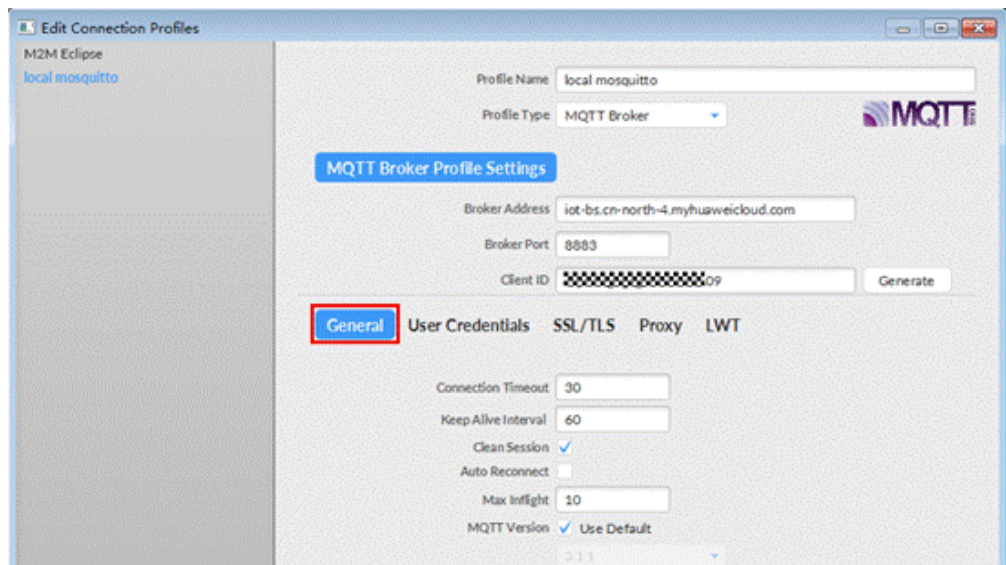 Edit Connection Profiles
M2M Eclipse
local mosquitto
Profile Name local mosquitto
Profile Type MQTT Broker
MQTT
MQTT Broker Profile Settings
Broker Address iot-bs.cn-north-4.myhuaweicloud.com
Broker Port 8883
Client ID 09 Generate
General User Credentials SSL/TLS Proxy LWT
Connection Timeout 30
Keep Alive Interval 60
Clean Session
Auto Reconnect
Max Inflight 10
MQTT Version Use Default
3.1.1